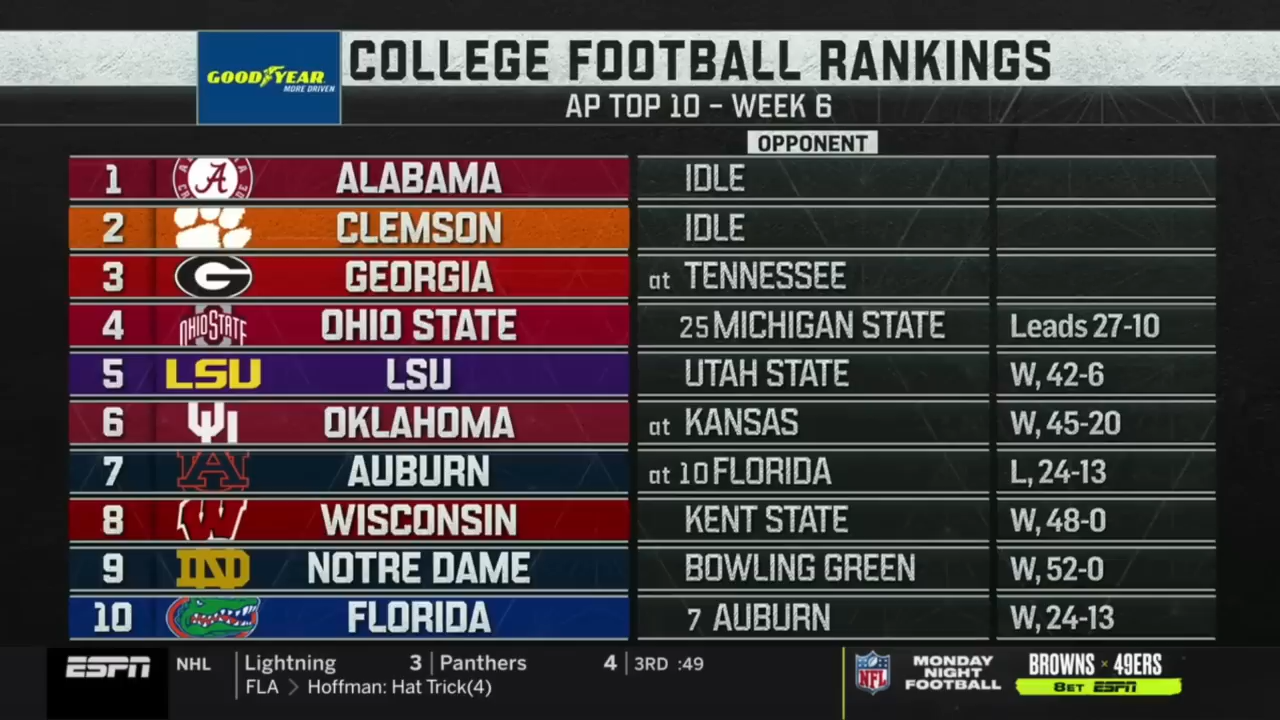 GOODYEAR
MORE DRIVEN
COLLEGE FOOTBALL RANKINGS
AP TOP 10 – WEEK 6
OPPONENT
1 A ALABAMA IDLE
2 CLEMSON IDLE
3 G GEORGIA at TENNESSEE
4 OHIO STATE OHIO STATE 25 MICHIGAN STATE Leads 27-10
5 LSU LSU UTAH STATE W, 42-6
6 OU OKLAHOMA at KANSAS W, 45-20
7 AU AUBURN at 10 FLORIDA L, 24-13
8 W WISCONSIN KENT STATE W, 48-0
9 ND NOTRE DAME BOWLING GREEN W, 52-0
10 FLORIDA 7 AUBURN W, 24-13
ESPN NHL Lightning 3 Panthers 4 3RD :49
FLA > Hoffman: Hat Trick(4)
NFL MONDAY NIGHT FOOTBALL BROWNS × 49ERS
8ET ESPN